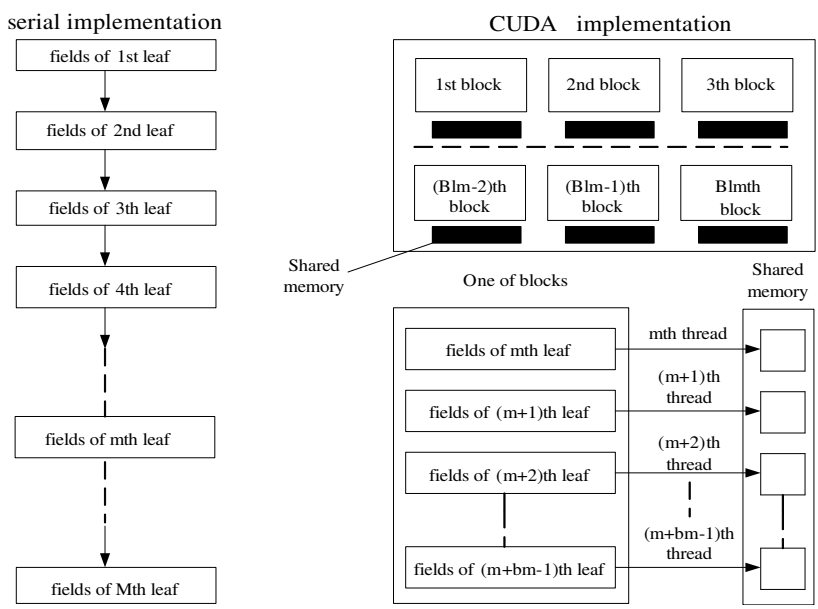 serial implementation
fields of 1st leaf
fields of 2nd leaf
fields of 3th leaf
fields of 4th leaf
fields of mth leaf
fields of Mth leaf
CUDA implementation
1st block
2nd block
3th block
(Blm-2)th
block
(Blm-1)th
block
Blmth
block
Shared
memory
One of blocks
Shared
memory
fields of mth leaf
mth thread
fields of (m+1)th leaf
(m+1)th
thread
fields of (m+2)th leaf
(m+2)th
thread
fields of (m+bm-1)th leaf
(m+bm-1)th
thread